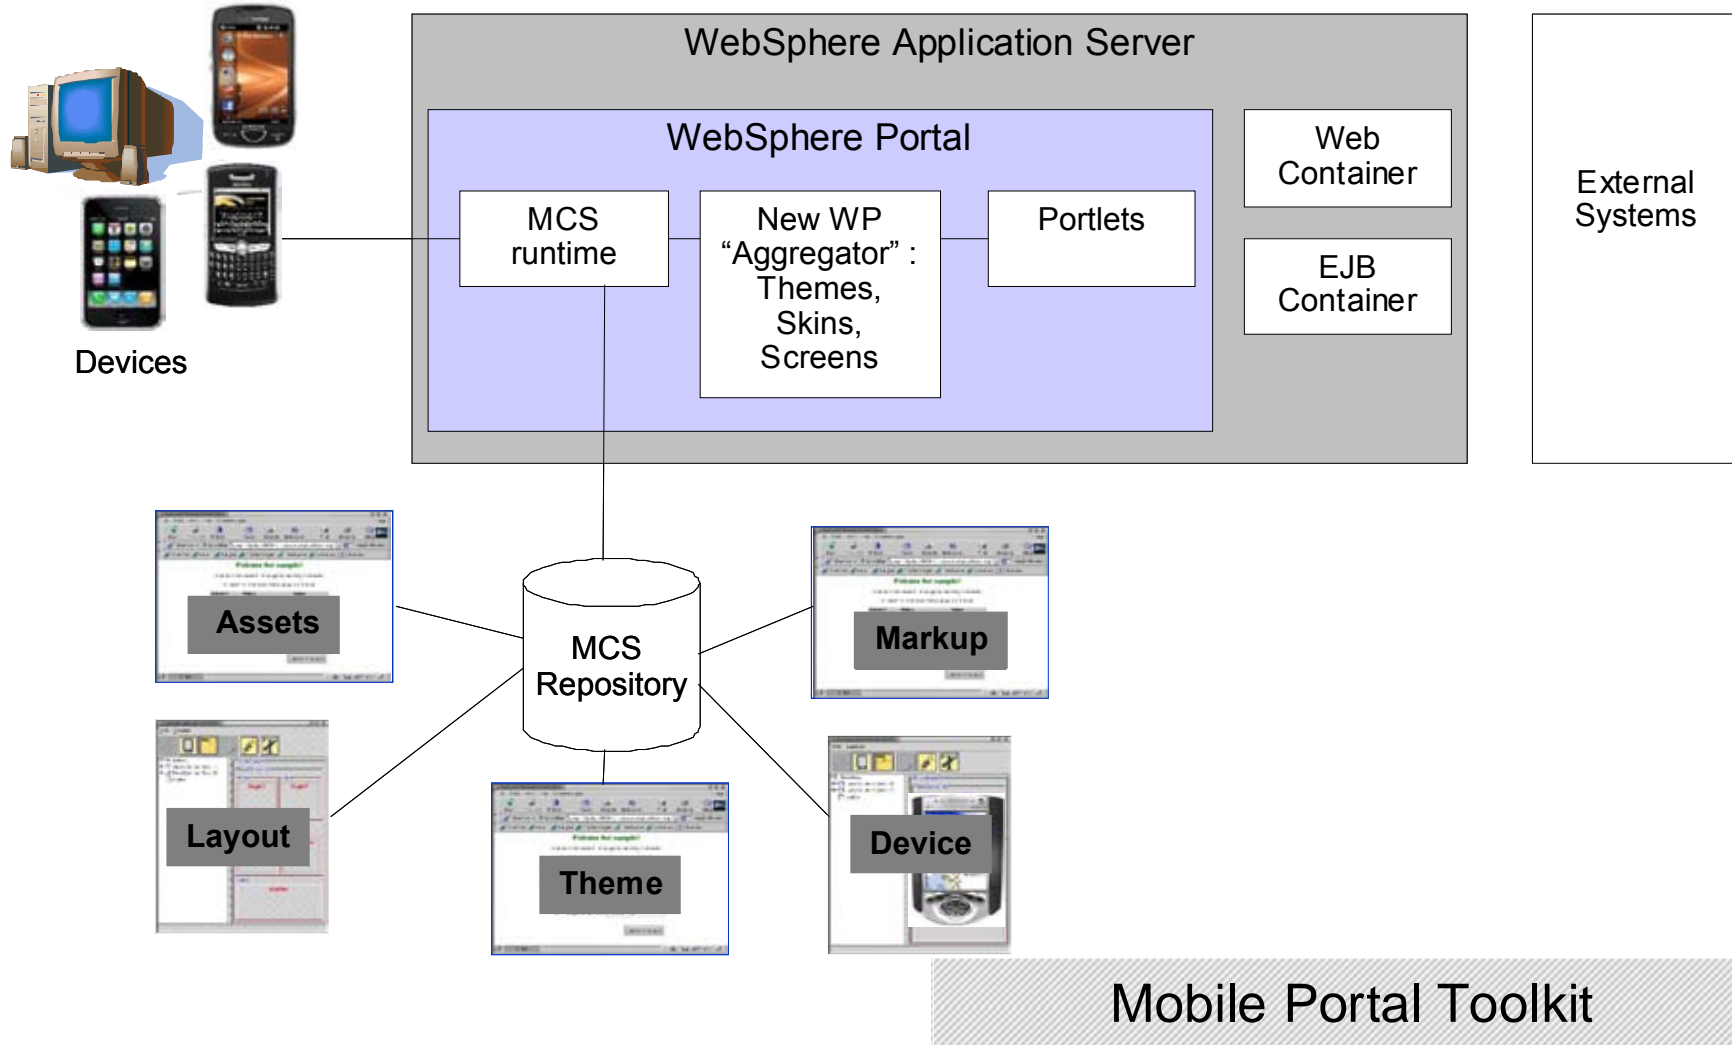 WebSphere Application Server
WebSphere Portal
MCS
runtime
New WP
“Aggregator” :
Themes,
Skins,
Screens
Portlets
Web
Container
EJB
Container
External
Systems
Devices
Assets
MCS
Repository
Markup
Layout
Theme
Device
Mobile Portal Toolkit